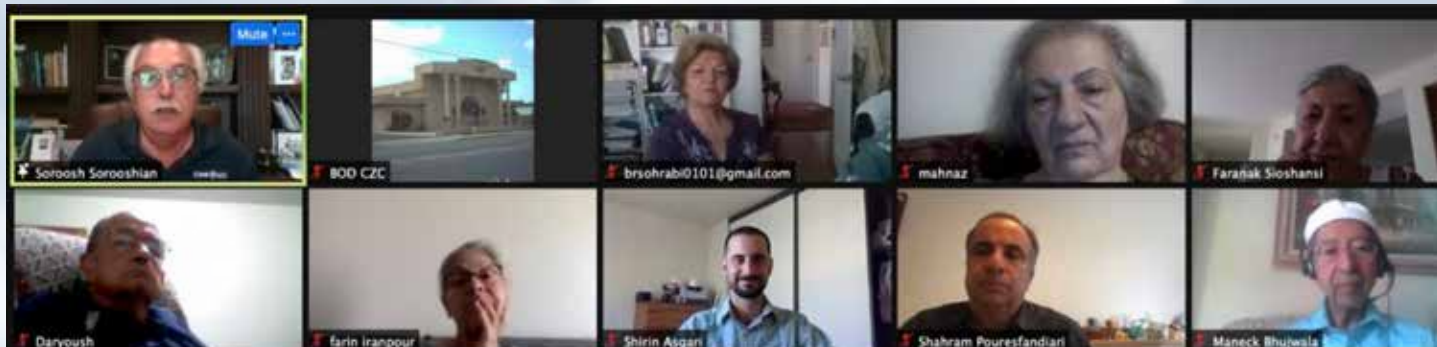 Mute ...
Soroosh Sorooshian
BOD CZC
brsohrabi0101@gmail.com
mahnaz
Faranak Sioshansi
Daryoush
farin iranpour
Shirin Asgari
Shahram Pouresfandiari
Maneck Bhujwala